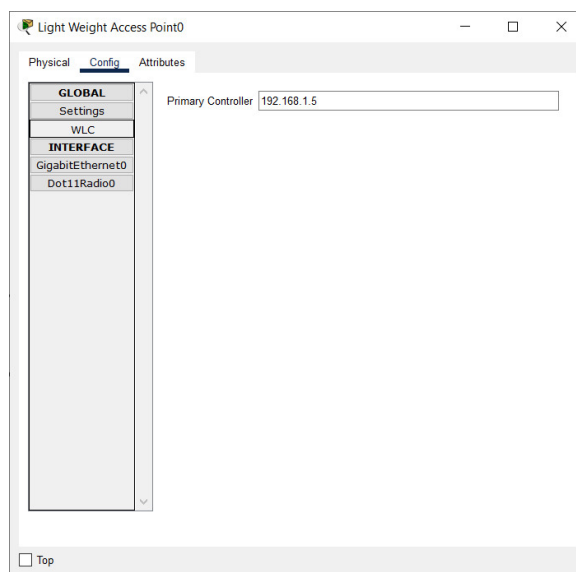 Light Weight Access Point0
Physical Config Attributes
GLOBAL
Settings
WLC
INTERFACE
GigabitEthernet0
Dot11Radio0
Primary Controller 192.168.1.5
Top